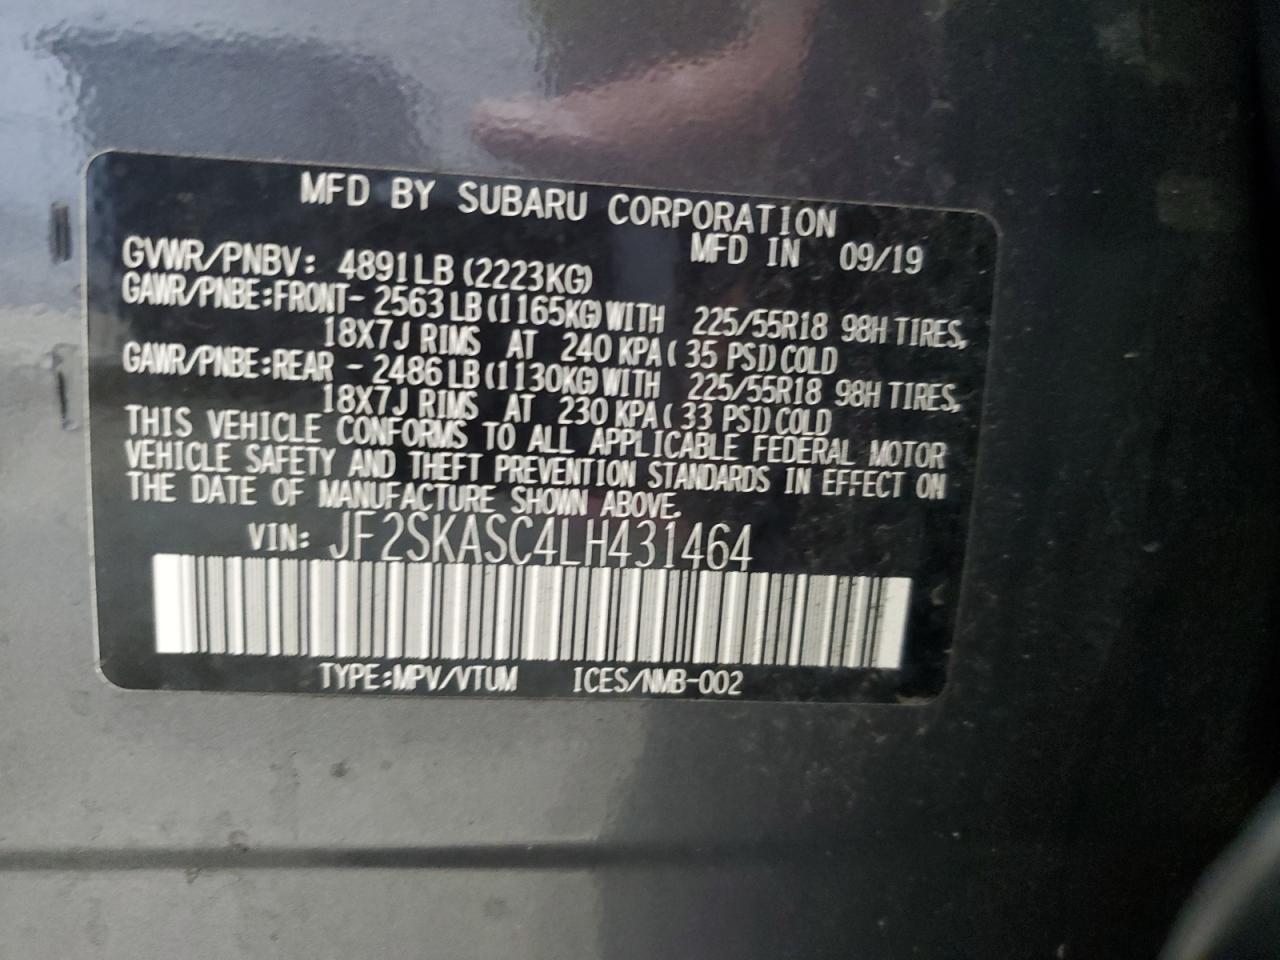 MFD BY SUBARU CORPORATION
MFD IN 09/19
GVWR/PNBV: 4891LB (2223KG)
GAWR/PNBE:FRONT- 2563LB(1165KG)WITH 225/55R18 98H TIRES,
18X7J RIMS AT 240 KPA( 35 PSI)COLD
GAWR/PNBE:REAR - 2486LB(1130KG)WITH 225/55R18 98H TIRES,
18X7J RIMS AT 230 KPA( 33 PSI)COLD
THIS VEHICLE CONFORMS TO ALL APPLICABLE FEDERAL MOTOR
VEHICLE SAFETY AND THEFT PREVENTION STANDARDS IN EFFECT ON
THE DATE OF MANUFACTURE SHOWN ABOVE.
VIN: JF2SKASC4LH431464
TYPE:MPV/VTUM ICES/NMB-002